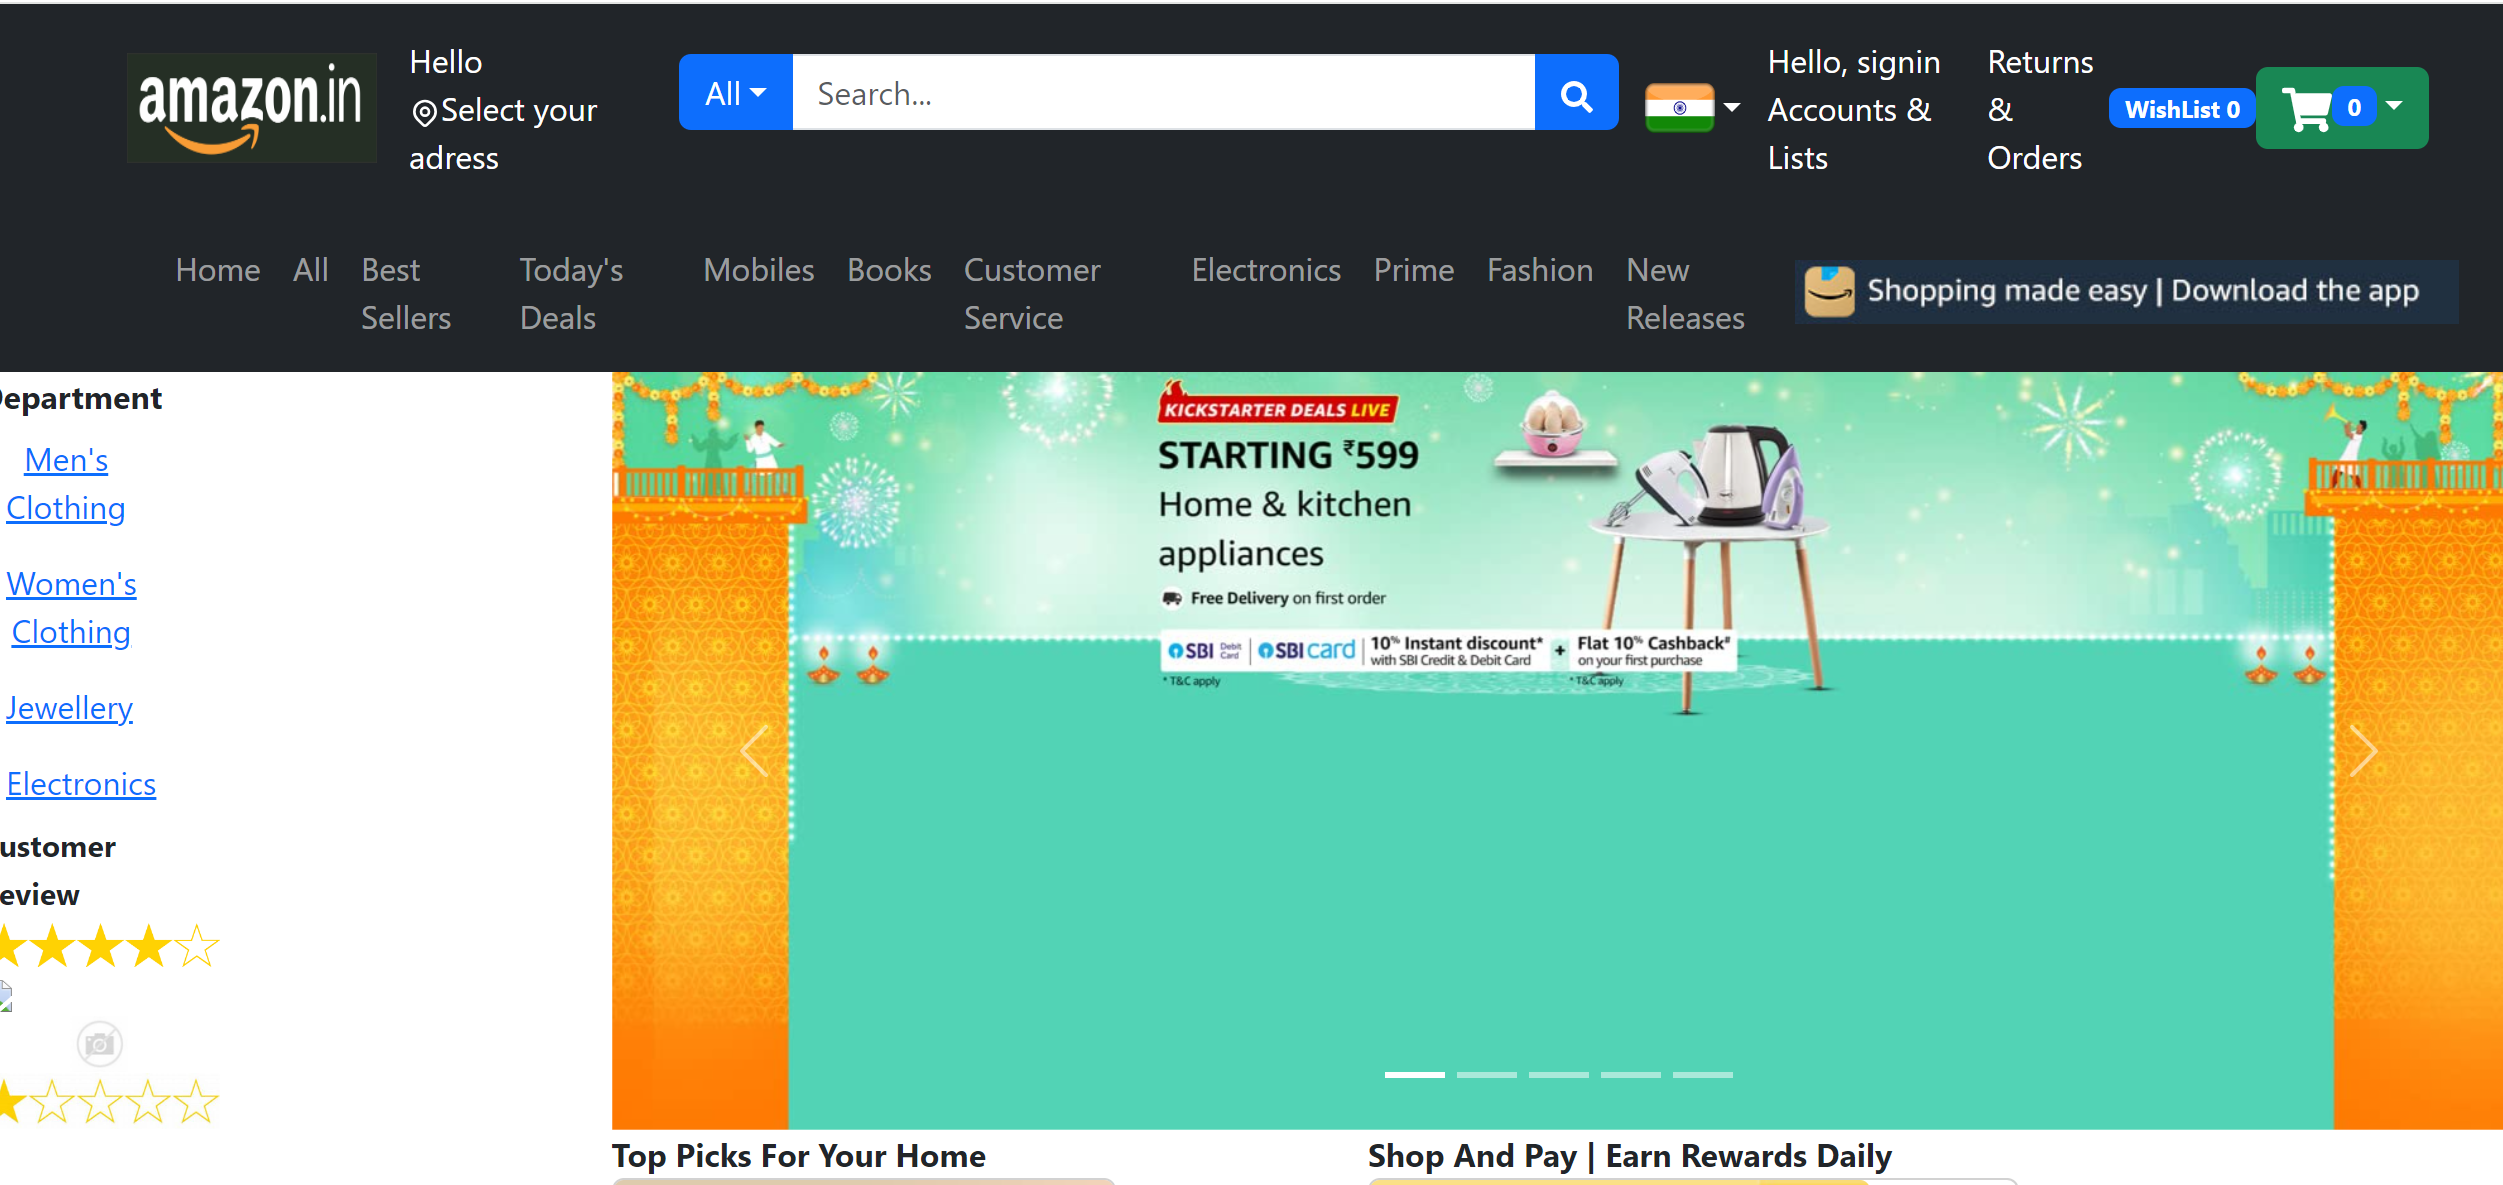 amazon.in
Hello
Select your
adress
All
Search...
Hello, signin
Accounts &
Lists
Returns
&
Orders
WishList 0
0
Home
All
Best
Sellers
Today's
Deals
Mobiles
Books
Customer
Service
Electronics
Prime
Fashion
New
Releases
Shopping made easy | Download the app
Department
Men's
Clothing
Women's
Clothing
Jewellery
Electronics
ustomer
eview
KICKSTARTER DEALS LIVE
STARTING ₹599
Home & kitchen
appliances
Free Delivery on first order
SBI Debit Card | SBI card | 10% Instant discount* with SBI Credit & Debit Card + Flat 10% Cashback# on your first purchase
* T&C apply
* T&C apply
Top Picks For Your Home
Shop And Pay | Earn Rewards Daily